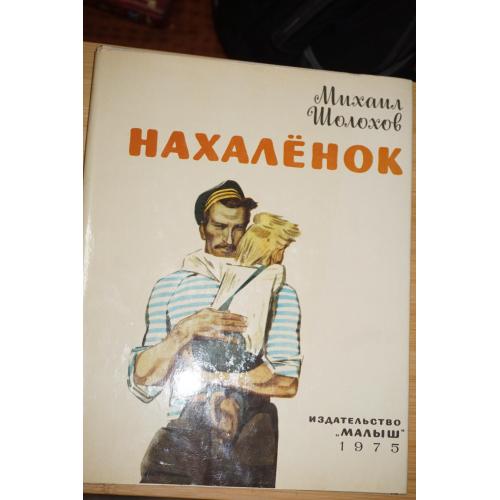 Михаил
Шолохов
НАХАЛЁНОК
ИЗДАТЕЛЬСТВО
„МАЛЫШ"
1975